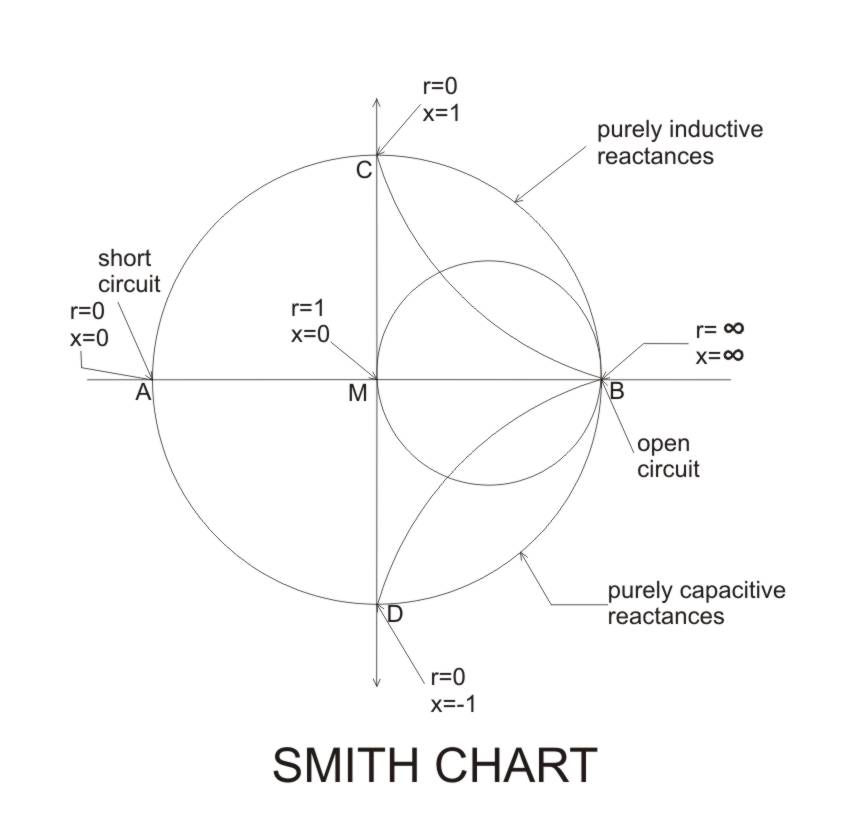 r=0
x=1
purely inductive
reactances
C
short
circuit
r=0
x=0
r=1
x=0
r= ∞
x=∞
A
M
B
open
circuit
purely capacitive
reactances
D
r=0
x=-1
SMITH CHART